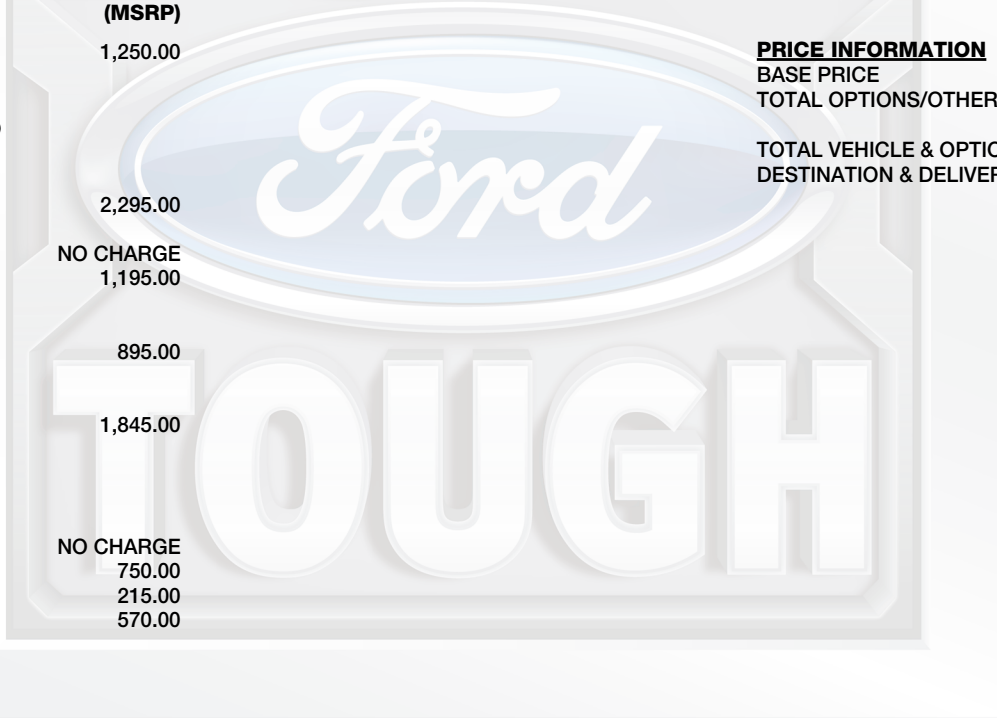 (MSRP)
1,250.00
2,295.00
NO CHARGE
1,195.00
895.00
1,845.00
NO CHARGE
750.00
215.00
570.00
PRICE INFORMATION
BASE PRICE
TOTAL OPTIONS/OTHER
TOTAL VEHICLE & OPTIO
DESTINATION & DELIVER
Ford
TOUGH